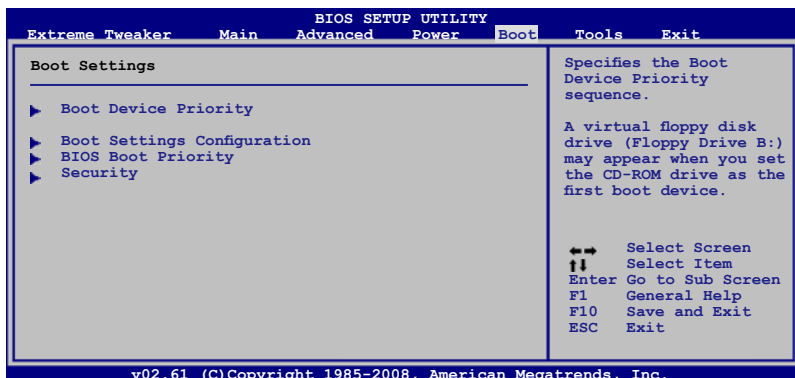 BIOS SETUP UTILITY
Extreme Tweaker Main Advanced Power Boot Tools Exit
Boot Settings
Boot Device Priority
Boot Settings Configuration
BIOS Boot Priority
Security
Specifies the Boot
Device Priority
sequence.
A virtual floppy disk
drive (Floppy Drive B:)
may appear when you set
the CD-ROM drive as the
first boot device.
←→ Select Screen
↑↓ Select Item
Enter Go to Sub Screen
F1 General Help
F10 Save and Exit
ESC Exit
v02.61 (C)Copyright 1985-2008, American Megatrends, Inc.